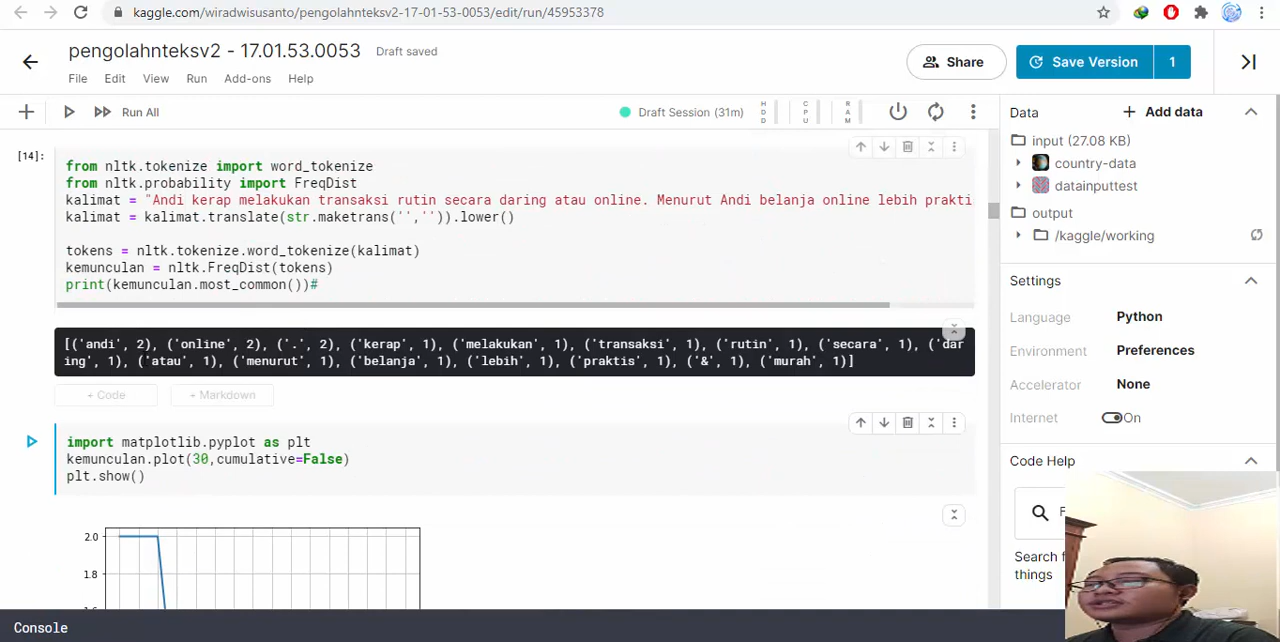 kaggle.com/wiradwisusanto/pengolahnteksv2-17-01-53-0053/edit/run/45953378
pengolahnteksv2 - 17.01.53.0053 Draft saved
File Edit View Run Add-ons Help
Share
Save Version 1
Run All
Draft Session (31m)
HDD
CPU
RAM
[14]:
from nltk.tokenize import word_tokenize
from nltk.probability import FreqDist
kalimat = "Andi kerap melakukan transaksi rutin secara daring atau online. Menurut Andi belanja online lebih prakti
kalimat = kalimat.translate(str.maketrans('','')).lower()
tokens = nltk.tokenize.word_tokenize(kalimat)
kemunculan = nltk.FreqDist(tokens)
print(kemunculan.most_common())#
[('andi', 2), ('online', 2), ('.', 2), ('kerap', 1), ('melakukan', 1), ('transaksi', 1), ('rutin', 1), ('secara', 1), ('dar
ing', 1), ('atau', 1), ('menurut', 1), ('belanja', 1), ('lebih', 1), ('praktis', 1), ('&', 1), ('murah', 1)]
+ Code + Markdown
import matplotlib.pyplot as plt
kemunculan.plot(30,cumulative=False)
plt.show()
2.0
1.8
Console
Data + Add data
input (27.08 KB)
country-data
datainputtest
output
/kaggle/working
Settings
Language Python
Environment Preferences
Accelerator None
Internet On
Code Help
Search f
things